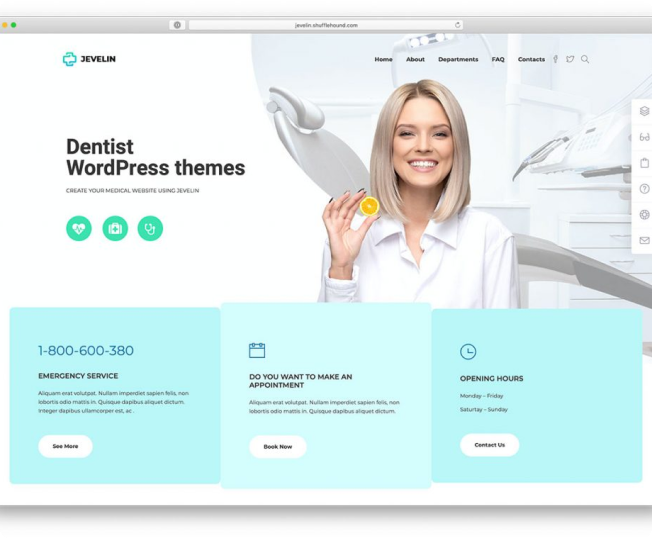 jevelin.shufflehound.com
JEVELIN
Home About Departments FAQ Contacts
Dentist
WordPress themes
CREATE YOUR MEDICAL WEBSITE USING JEVELIN
1-800-600-380
EMERGENCY SERVICE
Aliquam erat volutpat. Nullam imperdiet sapien felis, non
lobortis odio mattis in. Quisque dapibus aliquet dictum.
Integer dapibus ullamcorper est, ac.
See More
DO YOU WANT TO MAKE AN
APPOINTMENT
Aliquam erat volutpat. Nullam imperdiet sapien felis, non
lobortis odio mattis in. Quisque dapibus aliquet dictum.
Book Now
OPENING HOURS
Monday – Friday
Saturtay – Sunday
Contact Us